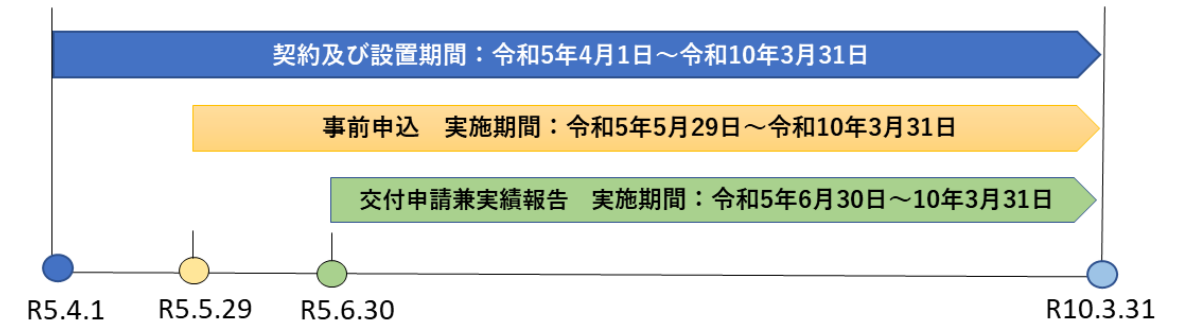 契約及び設置期間：令和5年4月1日～令和10年3月31日
事前申込　実施期間：令和5年5月29日～令和10年3月31日
交付申請兼実績報告　実施期間：令和5年6月30日～10年3月31日
R5.4.1
R5.5.29
R5.6.30
R10.3.31